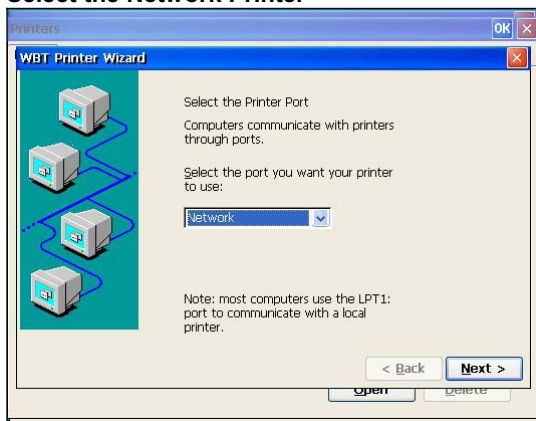 Select the Network Printer
Printers
OK
WBT Printer Wizard
Select the Printer Port
Computers communicate with printers
through ports.
Select the port you want your printer
to use:
Network
Note: most computers use the LPT1:
port to communicate with a local
printer.
< Back
Next >
Open
Delete